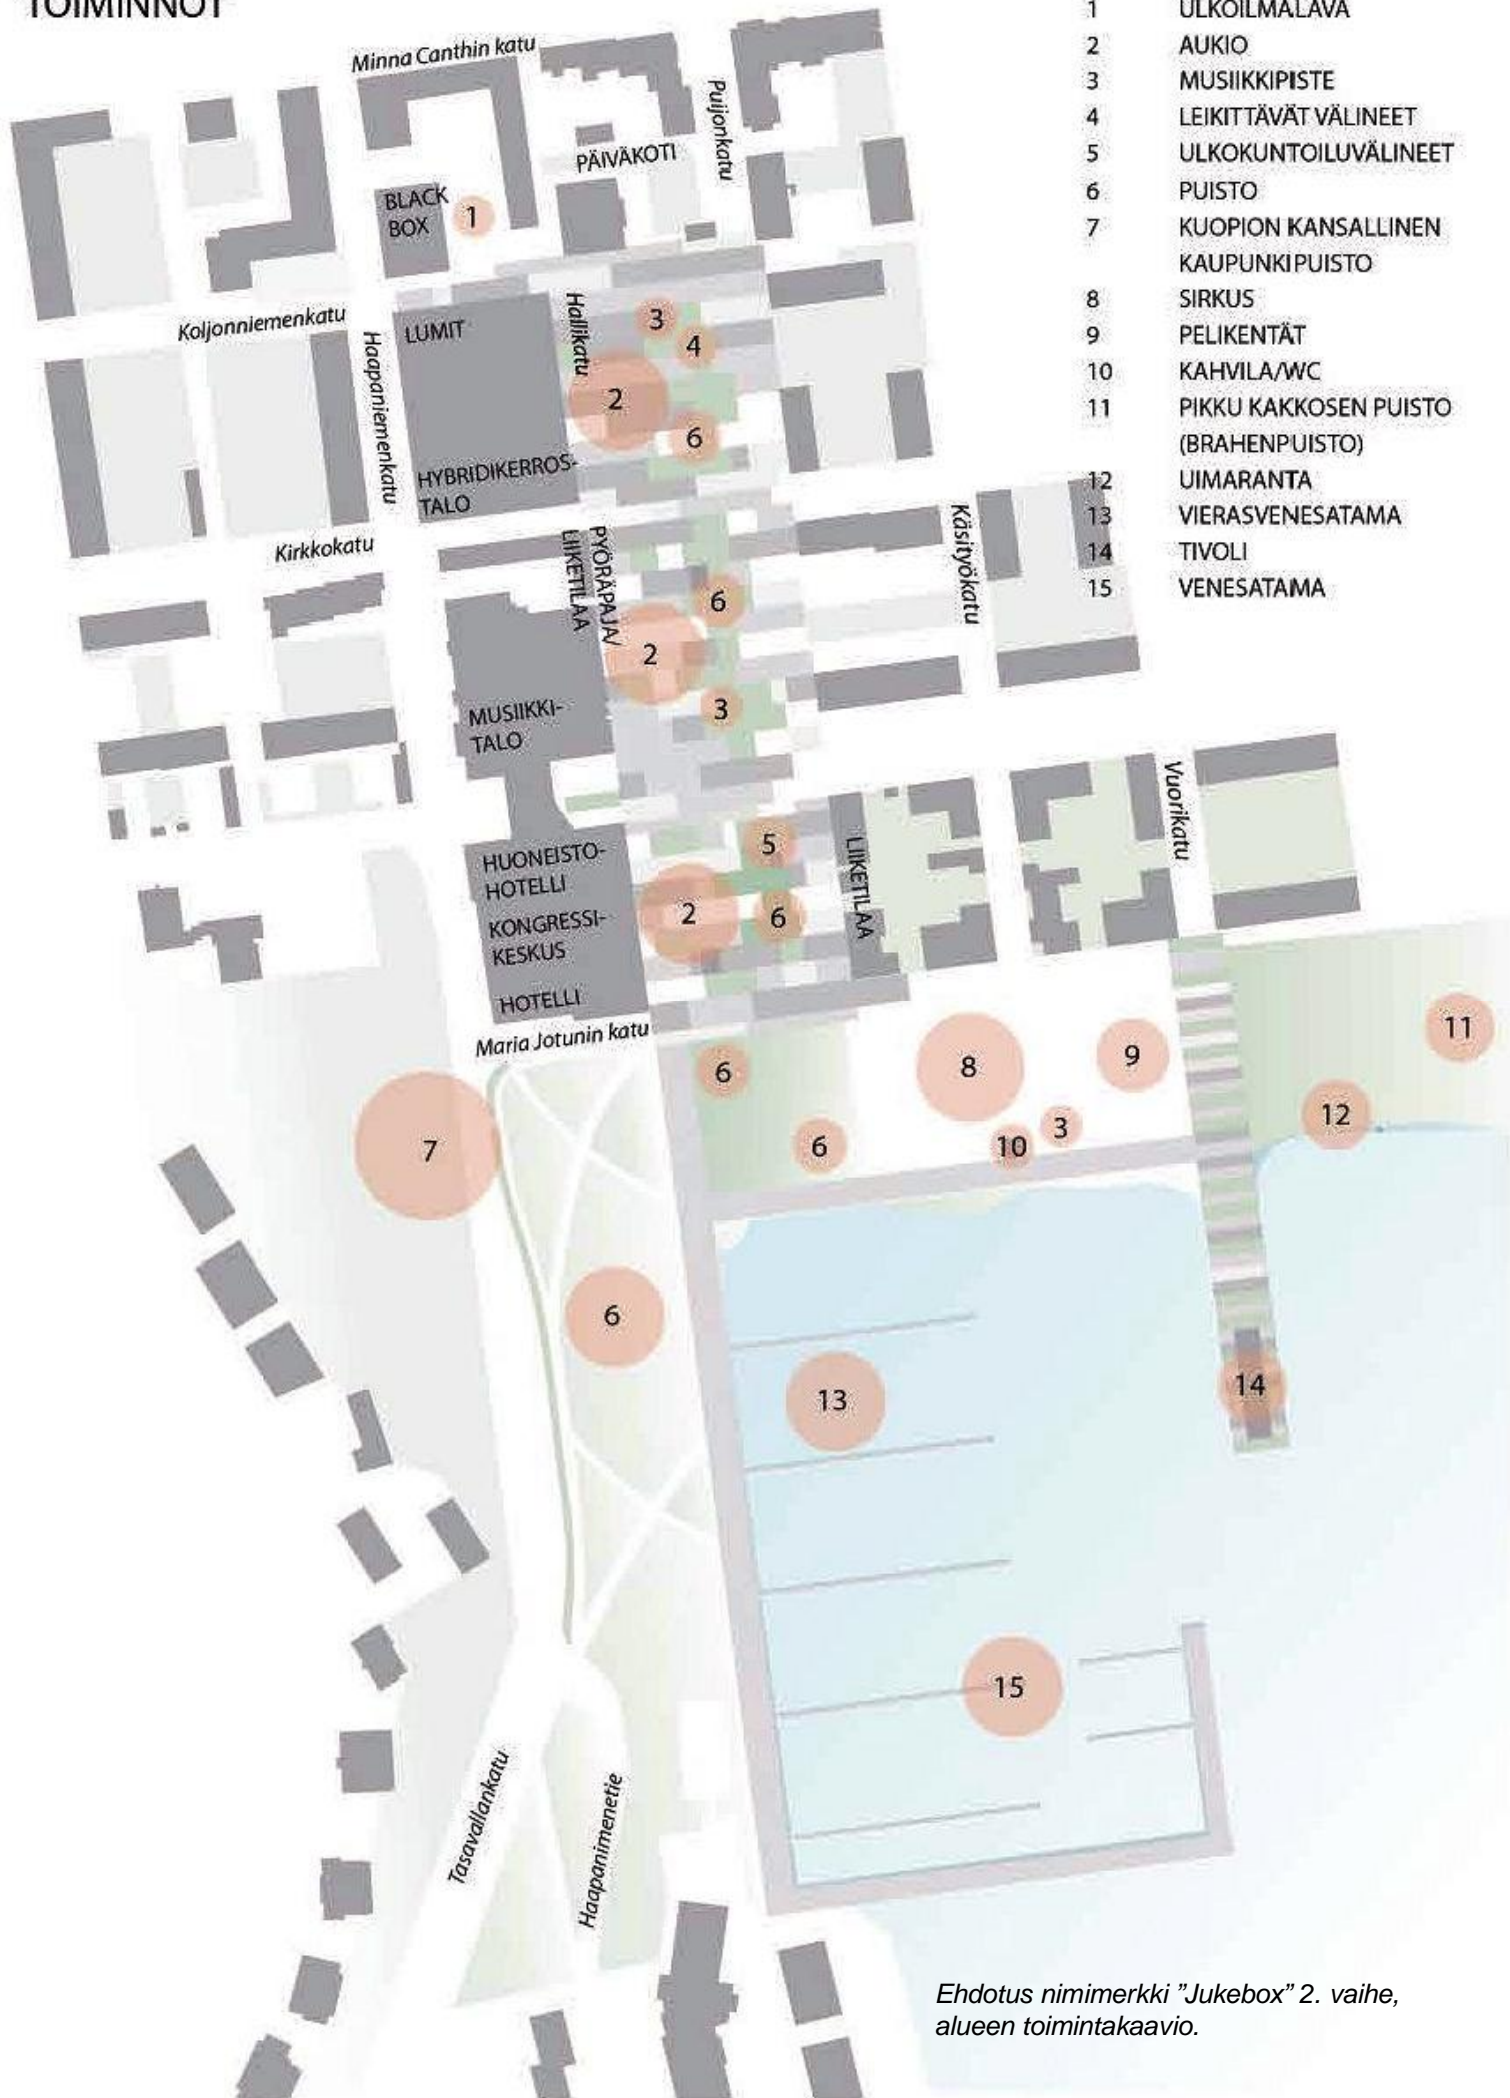 TOIMINNOT
1 ULKOILMALAVA
2 AUKIO
3 MUSIIKKIPISTE
4 LEIKITTÄVÄT VÄLINEET
5 ULKOKUNTOILUVÄLINEET
6 PUISTO
7 KUOPION KANSALLINEN
KAUPUNKIPUISTO
8 SIRKUS
9 PELIKENTÄT
10 KAHVILA/WC
11 PIKKU KAKKOSEN PUISTO
(BRAHENPUISTO)
12 UIMARANTA
13 VIERASVENESATAMA
14 TIVOLI
15 VENESATAMA
Minna Canthin katu
Puijonkatu
PÄIVÄKOTI
BLACK
BOX
1
Koljonniemenkatu
Haapaniemenkatu
LUMIT
Hallikatu
3
4
2
6
HYBRIDIKERROS-
TALO
Kirkkokatu
PYÖRÄPAJA/
LIIKETILAA
Käsityökatu
6
2
3
MUSIIKKI-
TALO
Vuorikatu
HUONEISTO-
HOTELLI
KONGRESSI-
KESKUS
HOTELLI
5
2
6
LIIKETILAA
Maria Jotunin katu
6
8
9
11
7
6
10
3
12
6
13
14
15
Tasavallankatu
Haapanimenetie
Ehdotus nimimerkki ”Jukebox” 2. vaihe,
alueen toimintakaavio.